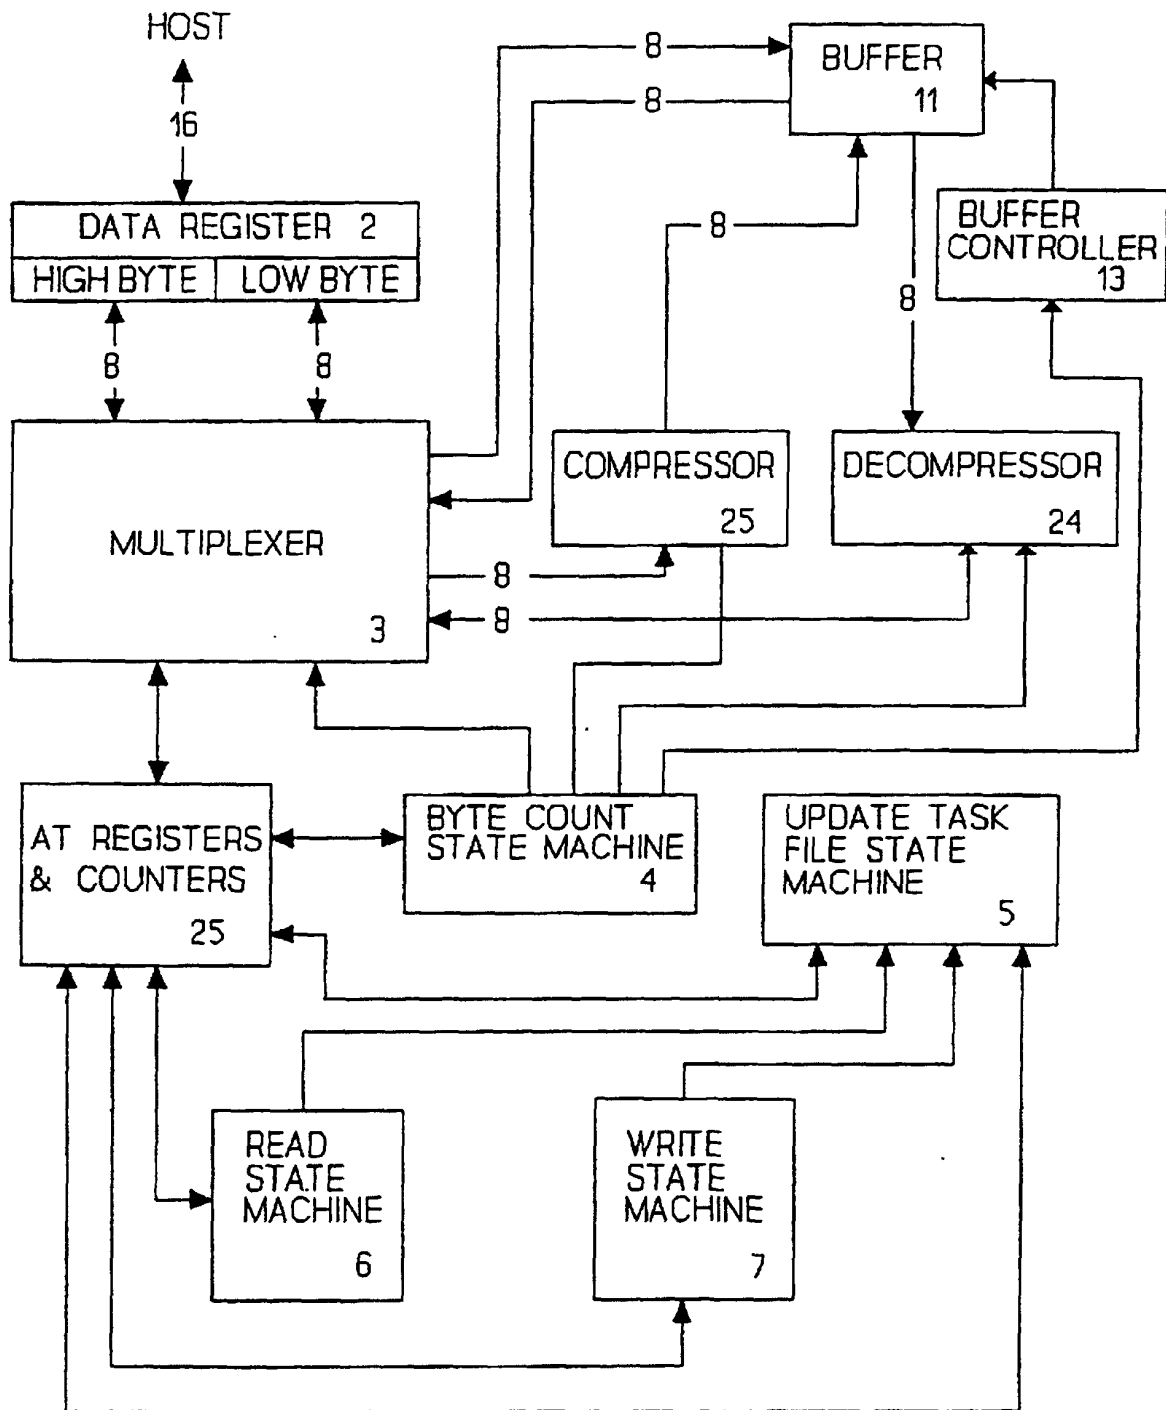 HOST
16
DATA REGISTER 2
HIGH BYTE
LOW BYTE
8
8
MULTIPLEXER
3
8
8
BUFFER
11
8
8
BUFFER
CONTROLLER
13
COMPRESSOR
25
DECOMPRESSOR
24
8
8
AT REGISTERS
& COUNTERS
25
BYTE COUNT
STATE MACHINE
4
UPDATE TASK
FILE STATE
MACHINE
5
READ
STATE
MACHINE
6
WRITE
STATE
MACHINE
7